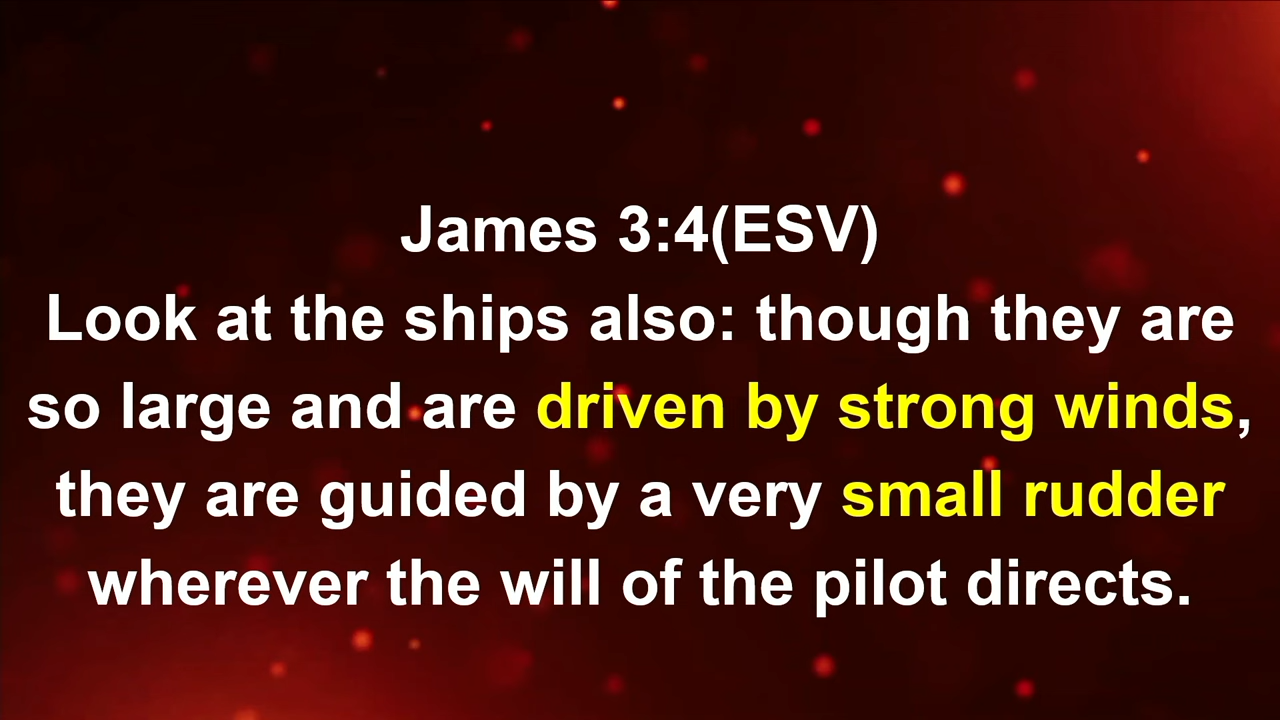 James 3:4(ESV)
Look at the ships also: though they are
so large and are driven by strong winds,
they are guided by a very small rudder
wherever the will of the pilot directs.